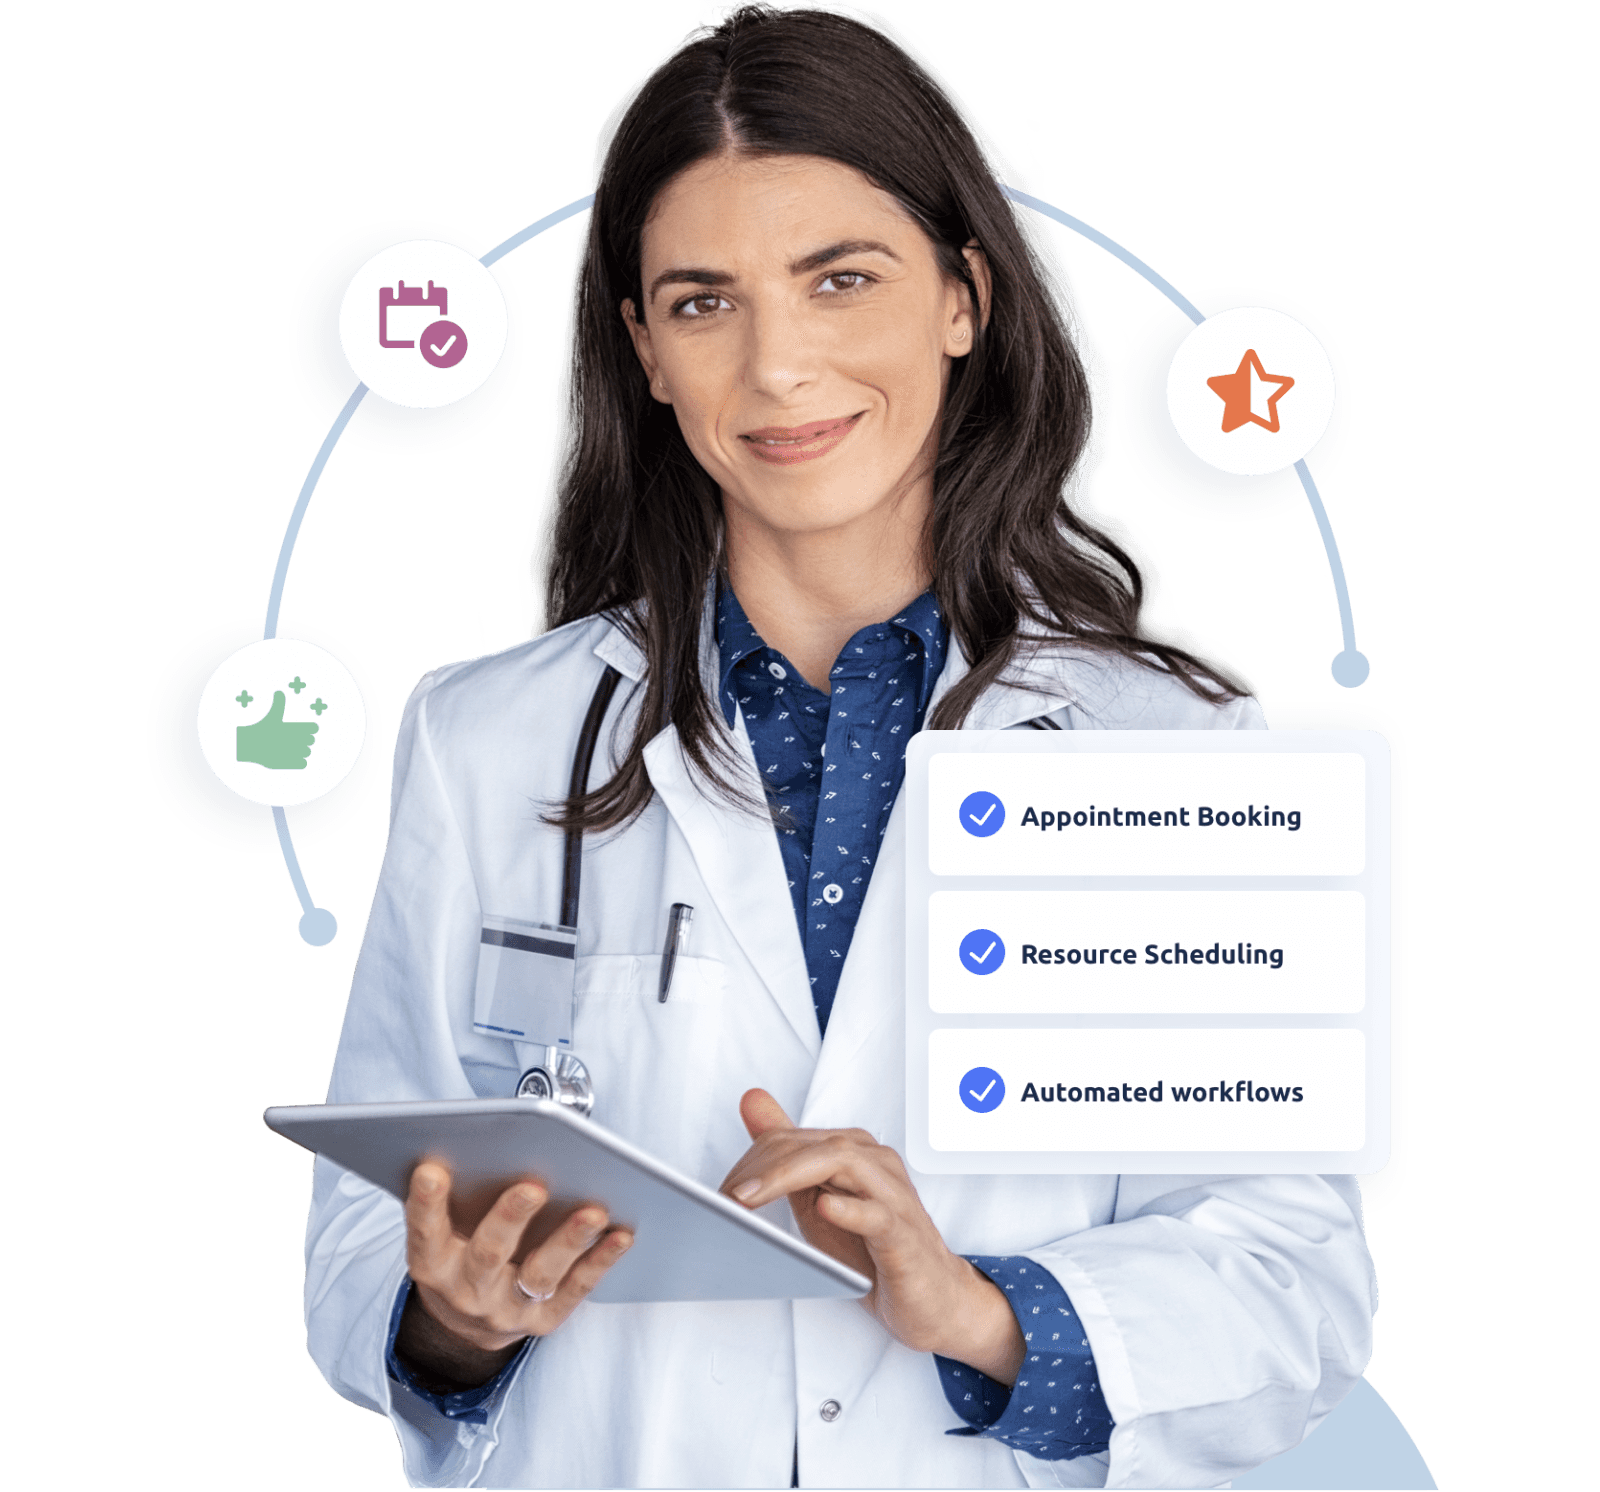 Appointment Booking
Resource Scheduling
Automated workflows